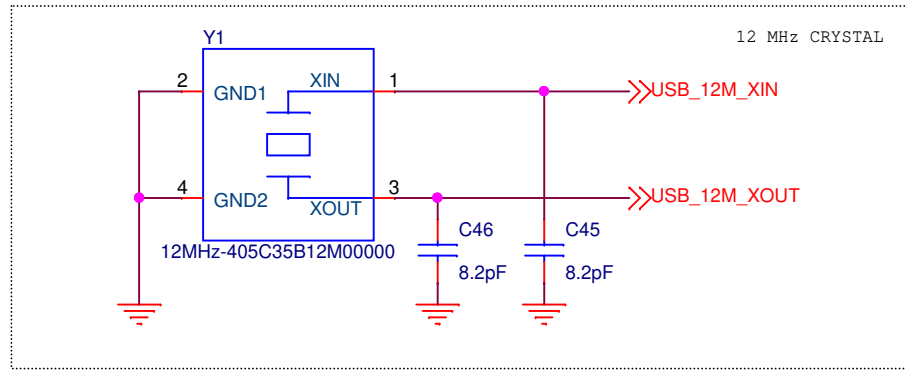 Y1
12 MHz CRYSTAL
2
GND1
XIN
1
USB_12M_XIN
4
GND2
XOUT
3
USB_12M_XOUT
12MHz-405C35B12M00000
C46
8.2pF
C45
8.2pF